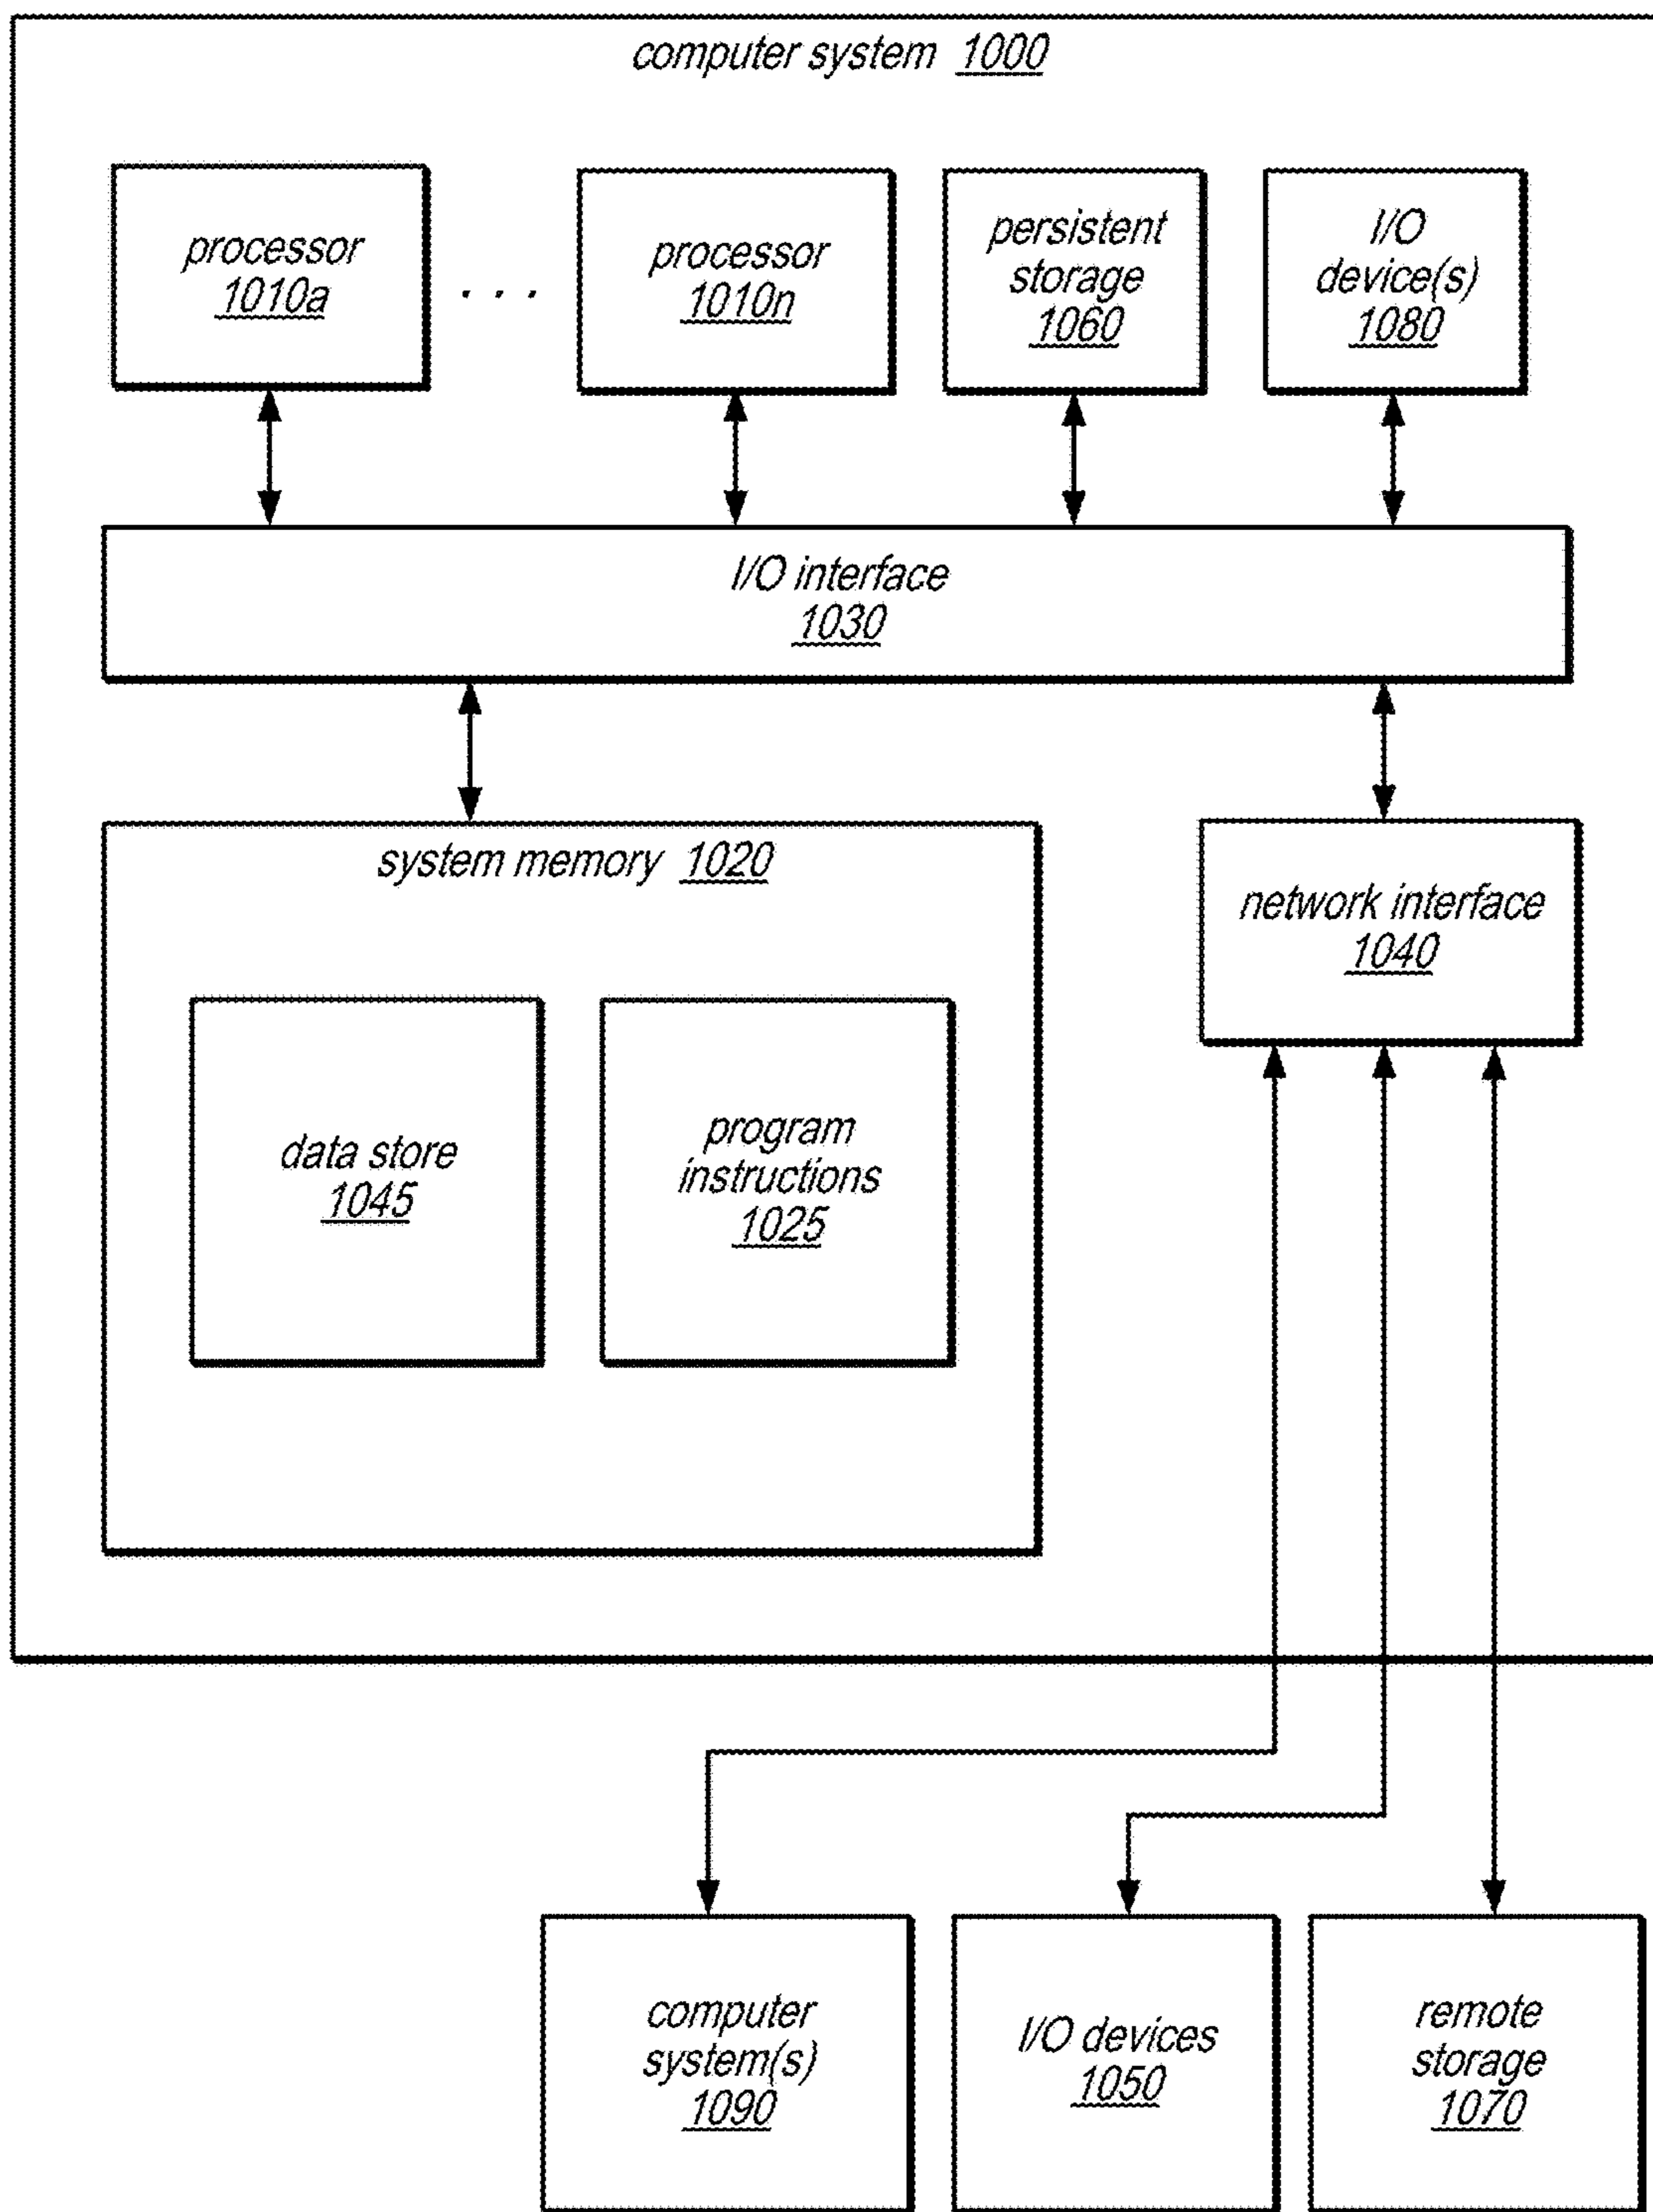 computer system 1000
processor
1010a
. . .
processor
1010n
persistent
storage
1060
I/O
device(s)
1080
I/O interface
1030
system memory 1020
network interface
1040
data store
1045
program
instructions
1025
computer
system(s)
1090
I/O devices
1050
remote
storage
1070